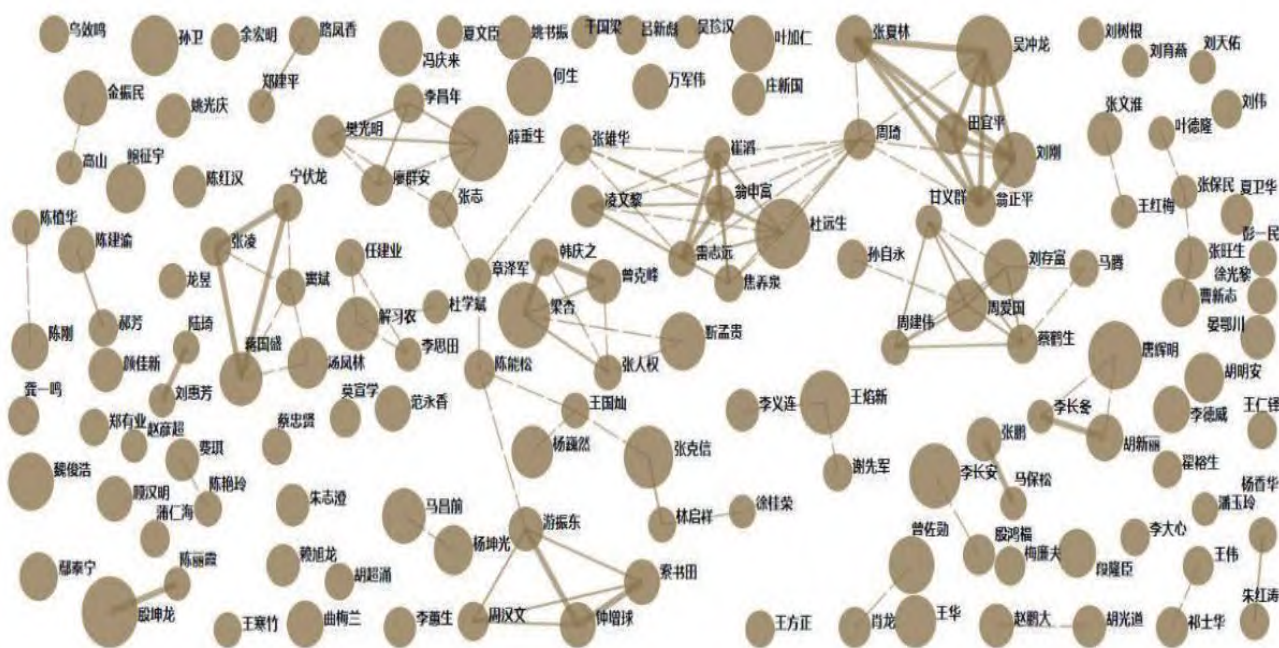 乌效鸣
孙卫
余宏明
路凤香
夏文臣
姚书振
干国梁
吕新彪
吴珍汉
叶加仁
张夏林
吴冲龙
刘树根
刘育燕
刘天佑
冯庆来
郑建平
何生
万军伟
庄新国
金振民
姚光庆
李昌年
樊光明
薛重生
张雄华
崔滔
周琦
田宜平
刘刚
张文淮
叶德隆
刘伟
高山
鲍征宇
陈红汉
宁伏龙
廖群安
张志
凌文黎
翁申富
杜远生
甘义群
翁正平
王红梅
张保民
夏卫华
陈植华
陈建渝
张凌
任建业
韩庆之
章泽军
雷志远
焦养泉
孙自永
刘存富
马腾
彭一民
张旺生
徐光黎
龙昱
窦斌
曾克峰
杜学斌
梁杏
周爱国
曹新志
陆琦
解习农
晏鄂川
陈刚
郝芳
蒋国盛
汤凤林
李思田
靳孟贵
周建伟
蔡鹤生
颜佳新
陈能松
张人权
唐辉明
胡明安
龚一鸣
刘惠芳
莫宣学
范永香
王国灿
李义连
王焰新
李长冬
李德威
王仁铎
郑有业
赵彦超
蔡忠贤
杨巍然
张克信
张鹏
胡新丽
费琪
魏俊浩
顾汉明
陈艳玲
谢先军
李长安
马保松
翟裕生
杨香华
潘玉玲
蒲仁海
朱志澄
马昌前
游振东
林启祥
徐桂荣
曾佐勋
殷鸿福
李大心
鄢泰宁
陈丽霞
赖旭龙
杨坤光
梅廉夫
段隆臣
王伟
胡超涌
索书田
殷坤龙
王寒竹
曲梅兰
李蕙生
周汉文
钟增球
王方正
肖龙
王华
赵鹏大
胡光道
祁士华
朱红涛